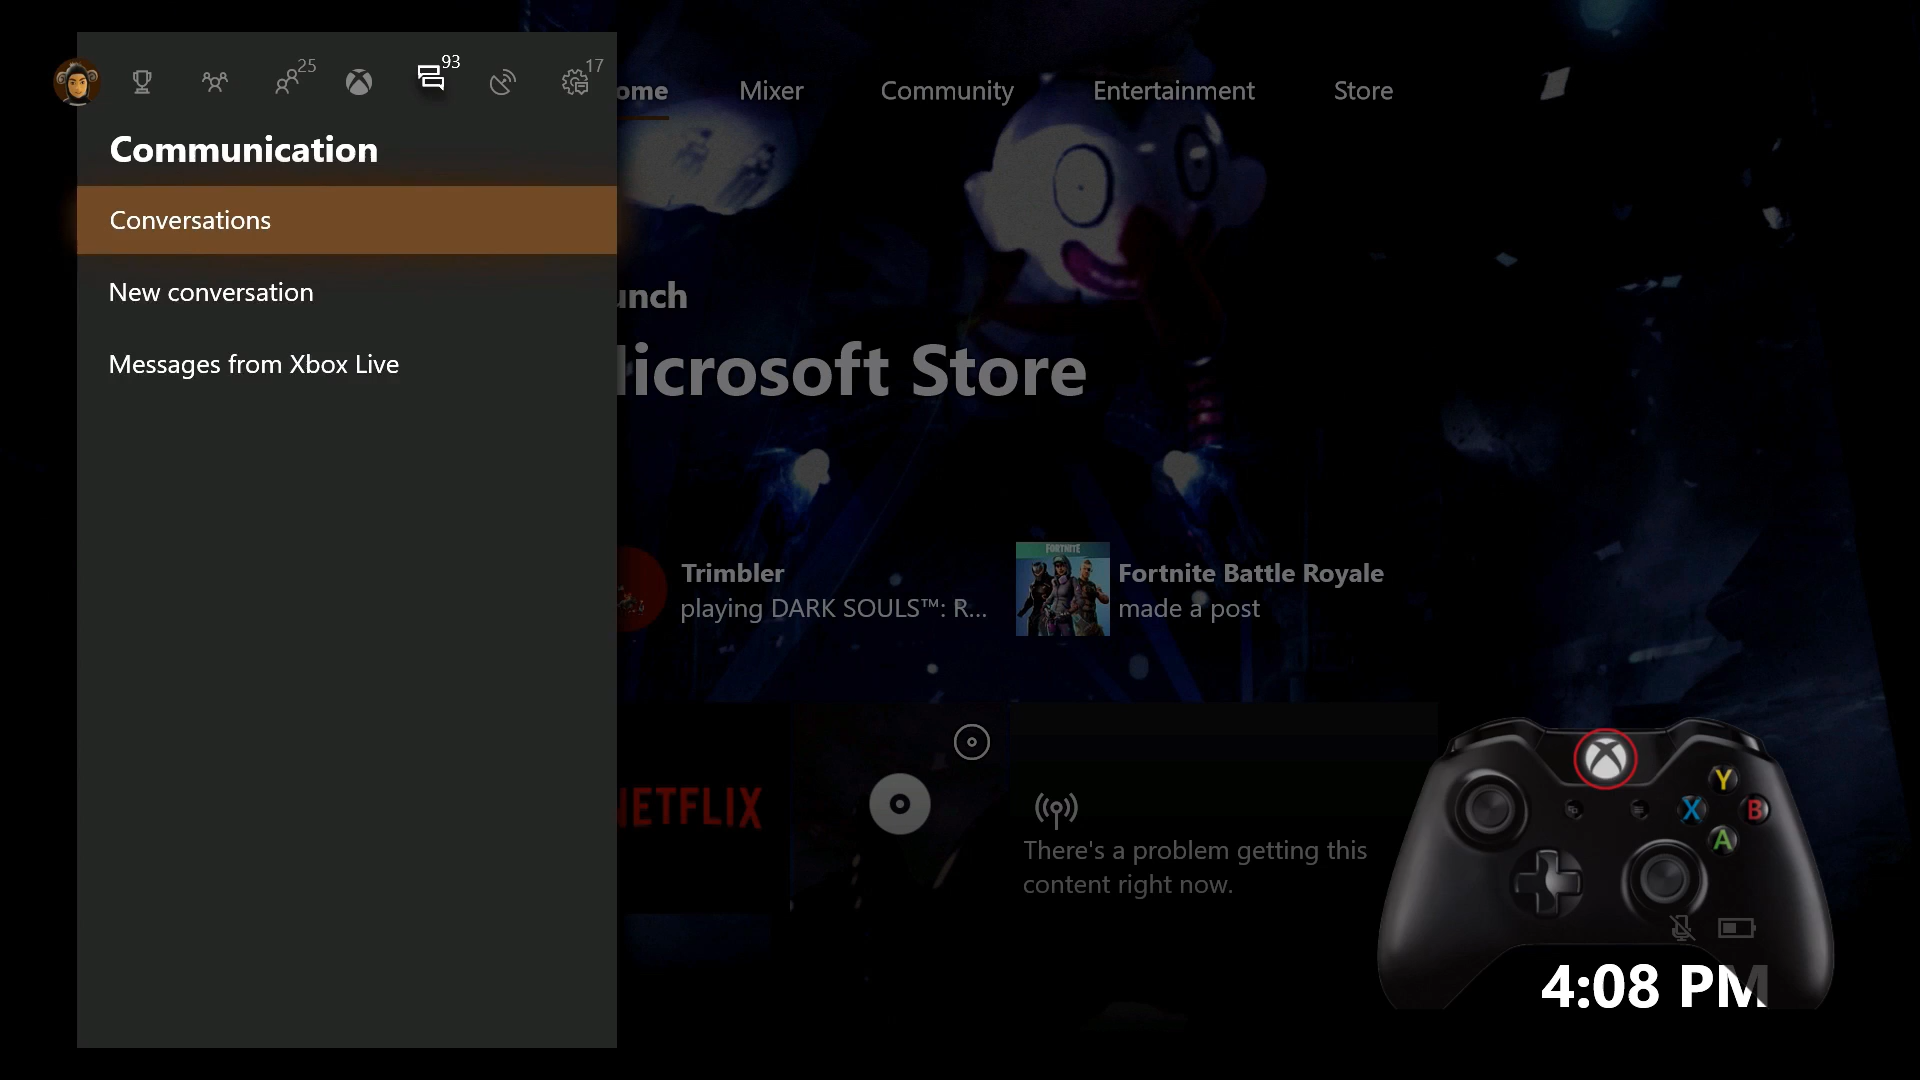 25
93
17
Communication
Conversations
New conversation
Messages from Xbox Live
ome
Mixer
Community
Entertainment
Store
unch
icrosoft Store
Trimbler
playing DARK SOULS™: R...
FORTNITE
Fortnite Battle Royale
made a post
NETFLIX
There's a problem getting this
content right now.
Y
X
B
A
4:08 PM